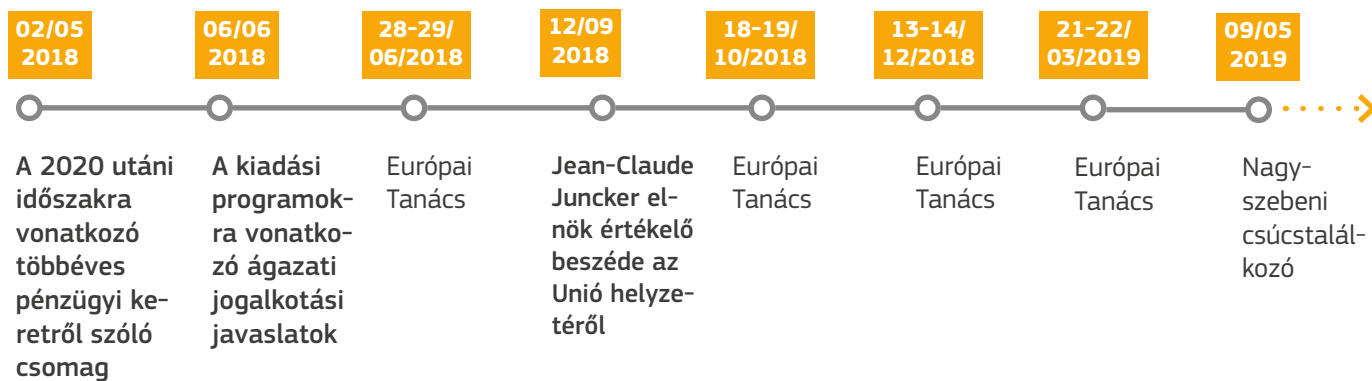 02/05
2018
06/06
2018
28-29/
06/2018
12/09
2018
18-19/
10/2018
13-14/
12/2018
21-22/
03/2019
09/05
2019
A 2020 utáni
időszakra
vonatkozó
többéves
pénzügyi ke-
retről szóló
csomag
A kiadási
programok-
ra vonatko-
zó ágazati
jogalkotási
javaslatok
Európai
Tanács
Jean-Claude
Juncker el-
nök értékelő
beszéde az
Unió helyze-
téről
Európai
Tanács
Európai
Tanács
Európai
Tanács
Nagy-
szebeni
csúcstalál-
kozó